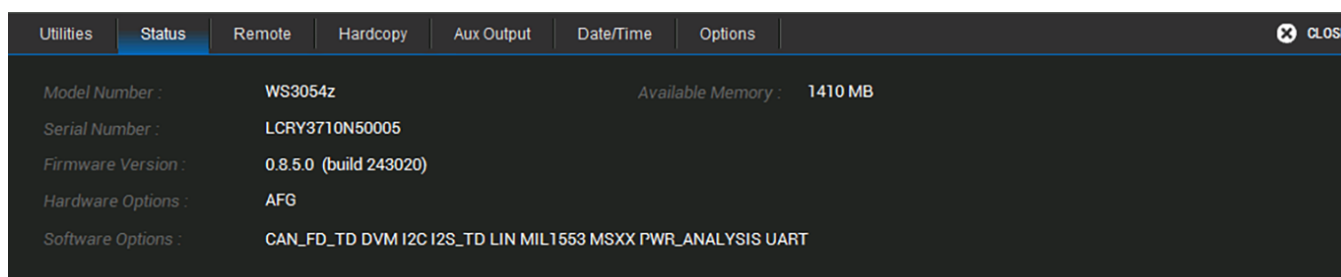 Utilities Status Remote Hardcopy Aux Output Date/Time Options CLOS
Model Number : WS3054z Available Memory : 1410 MB
Serial Number : LCRY3710N50005
Firmware Version : 0.8.5.0 (build 243020)
Hardware Options : AFG
Software Options : CAN_FD_TD DVM I2C I2S_TD LIN MIL1553 MSXX PWR_ANALYSIS UART